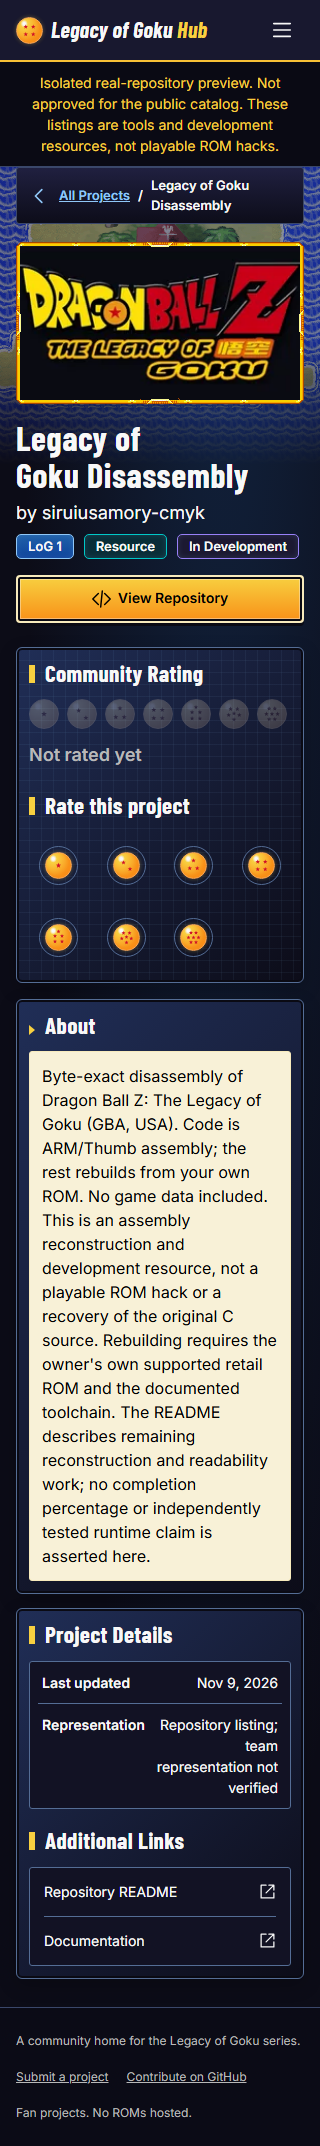 Legacy of Goku Hub
Isolated real-repository preview. Not
approved for the public catalog. These
listings are tools and development
resources, not playable ROM hacks.
All Projects / Legacy of Goku
Disassembly
DRAGON BALL Z
THE LEGACY OF 悟空
GOKU
Legacy of
Goku Disassembly
by siruiusamory-cmyk
LoG 1 Resource In Development
View Repository
Community Rating
Not rated yet
Rate this project
About
Byte-exact disassembly of
Dragon Ball Z: The Legacy of
Goku (GBA, USA). Code is
ARM/Thumb assembly; the
rest rebuilds from your own
ROM. No game data included.
This is an assembly
reconstruction and
development resource, not a
playable ROM hack or a
recovery of the original C
source. Rebuilding requires the
owner's own supported retail
ROM and the documented
toolchain. The README
describes remaining
reconstruction and readability
work; no completion
percentage or independently
tested runtime claim is
asserted here.
Project Details
Last updated Nov 9, 2026
Representation Repository listing;
team
representation not
verified
Additional Links
Repository README
Documentation
A community home for the Legacy of Goku series.
Submit a project Contribute on GitHub
Fan projects. No ROMs hosted.